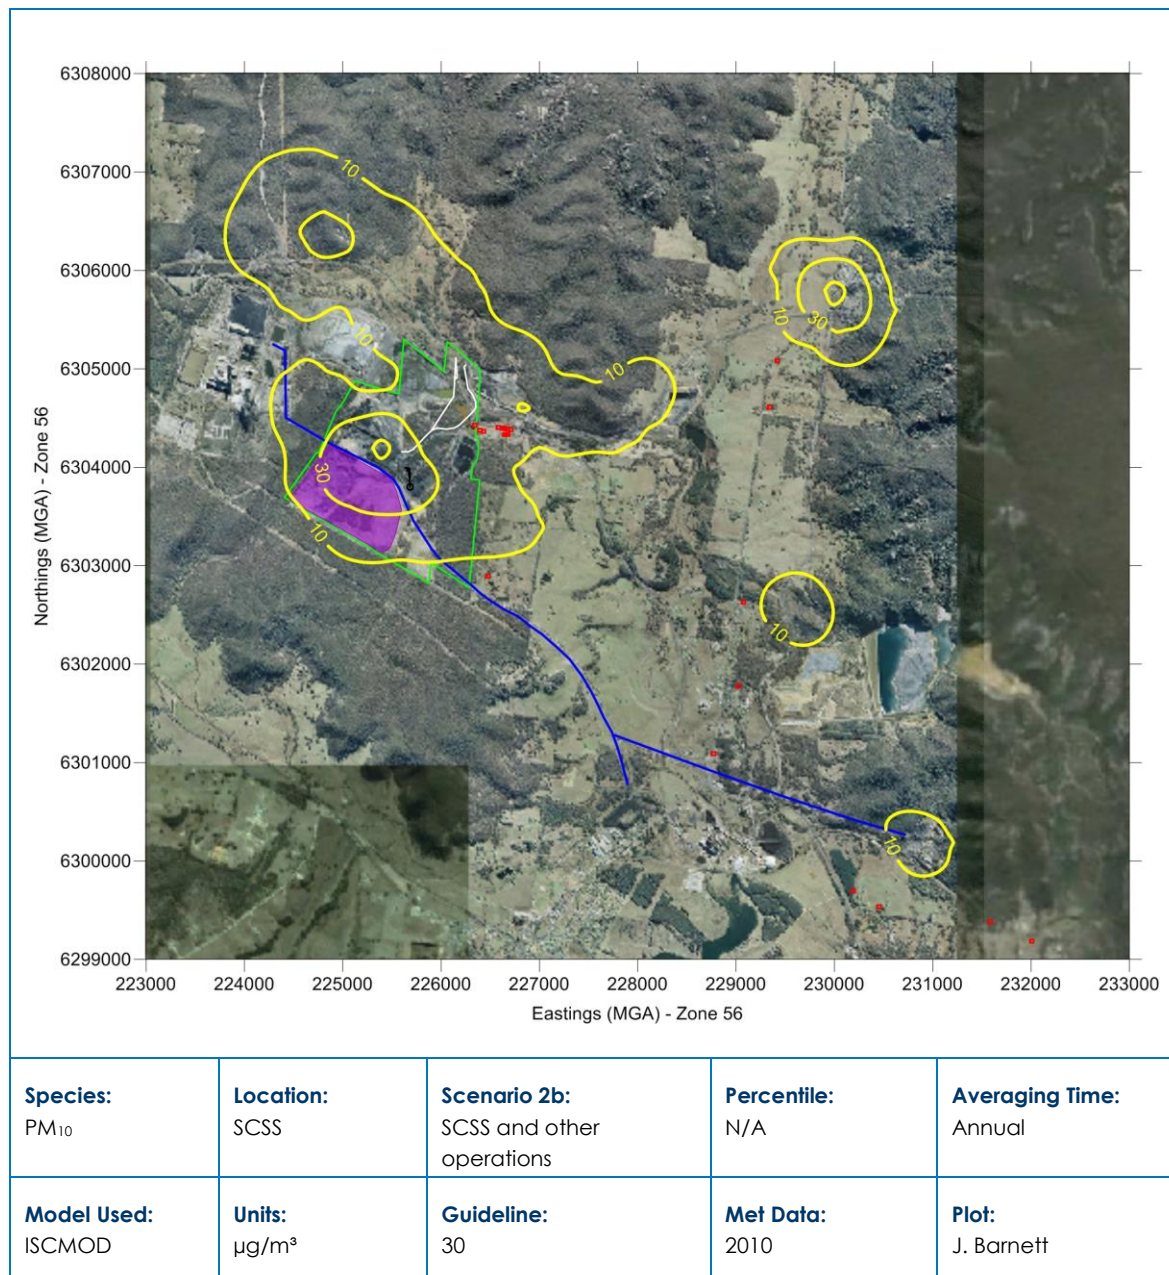 6308000
6307000
6306000
6305000
6304000
6303000
6302000
6301000
6300000
6299000
Northings (MGA) - Zone 56
10
10
10
10
30
30
10
10
10
10
223000 224000 225000 226000 227000 228000 229000 230000 231000 232000 233000
Eastings (MGA) - Zone 56
Species:
PM₁₀
Location:
SCSS
Scenario 2b:
SCSS and other
operations
Percentile:
N/A
Averaging Time:
Annual
Model Used:
ISCMOD
Units:
µg/m³
Guideline:
30
Met Data:
2010
Plot:
J. Barnett